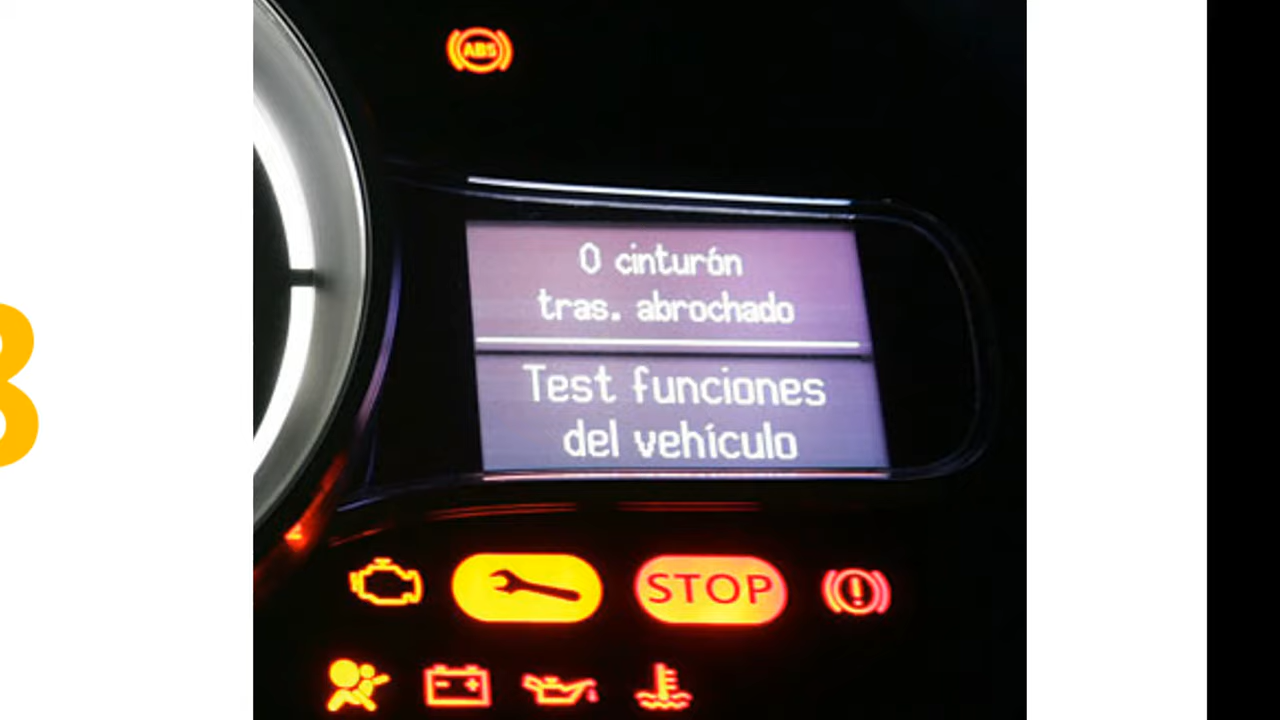 ABS
0 cinturón
tras. abrochado
Test funciones
del vehículo
STOP